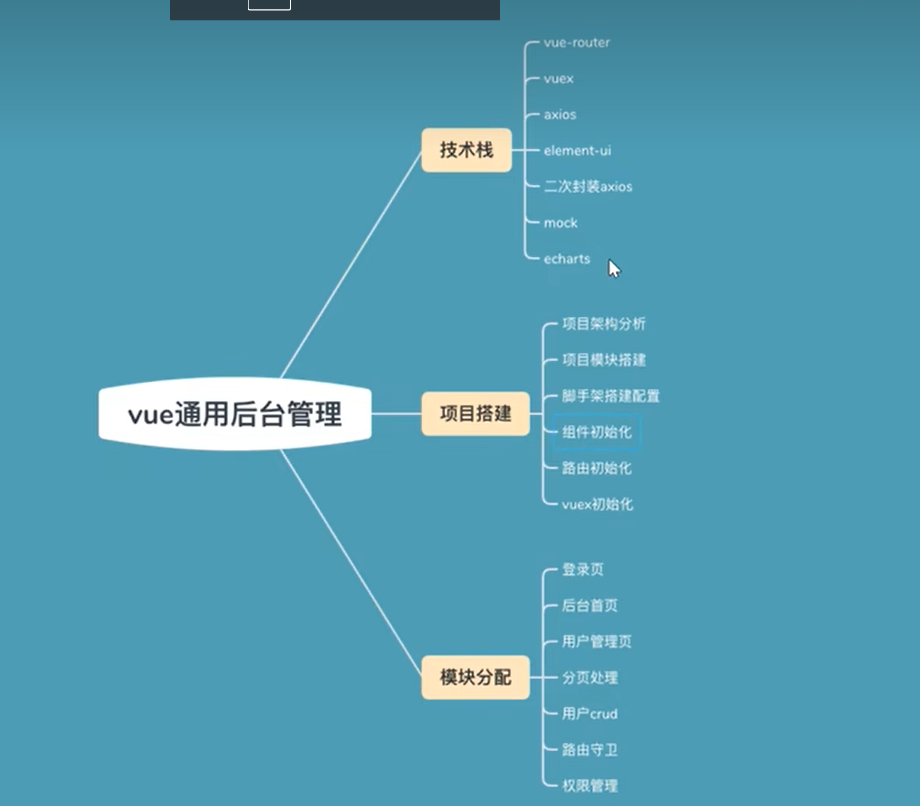 vue通用后台管理
技术栈
vue-router
vuex
axios
element-ui
二次封装axios
mock
echarts
项目搭建
项目架构分析
项目模块搭建
脚手架搭建配置
组件初始化
路由初始化
vuex初始化
模块分配
登录页
后台首页
用户管理页
分页处理
用户crud
路由守卫
权限管理